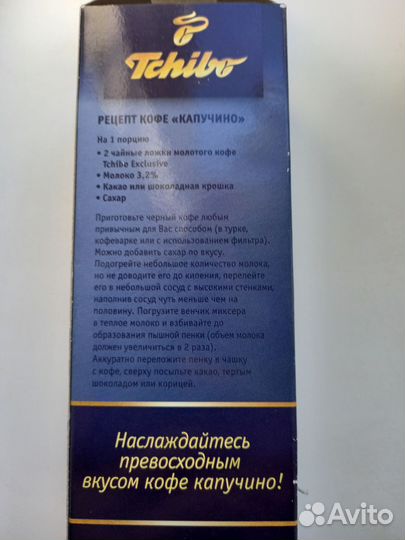 Tchibo
РЕЦЕПТ КОФЕ «КАПУЧИНО»
На 1 порцию
• 2 чайные ложки молотого кофе
Tchibo Exclusive
• Молоко 3,2%
• Какао или шоколадная крошка
• Сахар
Приготовьте черный кофе любым
привычным для Вас способом (в турке,
кофеварке или с использованием фильтра).
Можно добавить сахар по вкусу.
Подогрейте небольшое количество молока,
но не доводите его до кипения, перелейте
его в небольшой сосуд с высокими стенками,
наполнив сосуд чуть меньше чем на
половину. Погрузите венчик миксера
в теплое молоко и взбивайте до
образования пышной пенки (объем молока
должен увеличиться в 2 раза).
Аккуратно переложите пенку в чашку
с кофе, сверху посыпьте какао, тертым
шоколадом или корицей.
Наслаждайтесь
превосходным
вкусом кофе капучино!
Avito